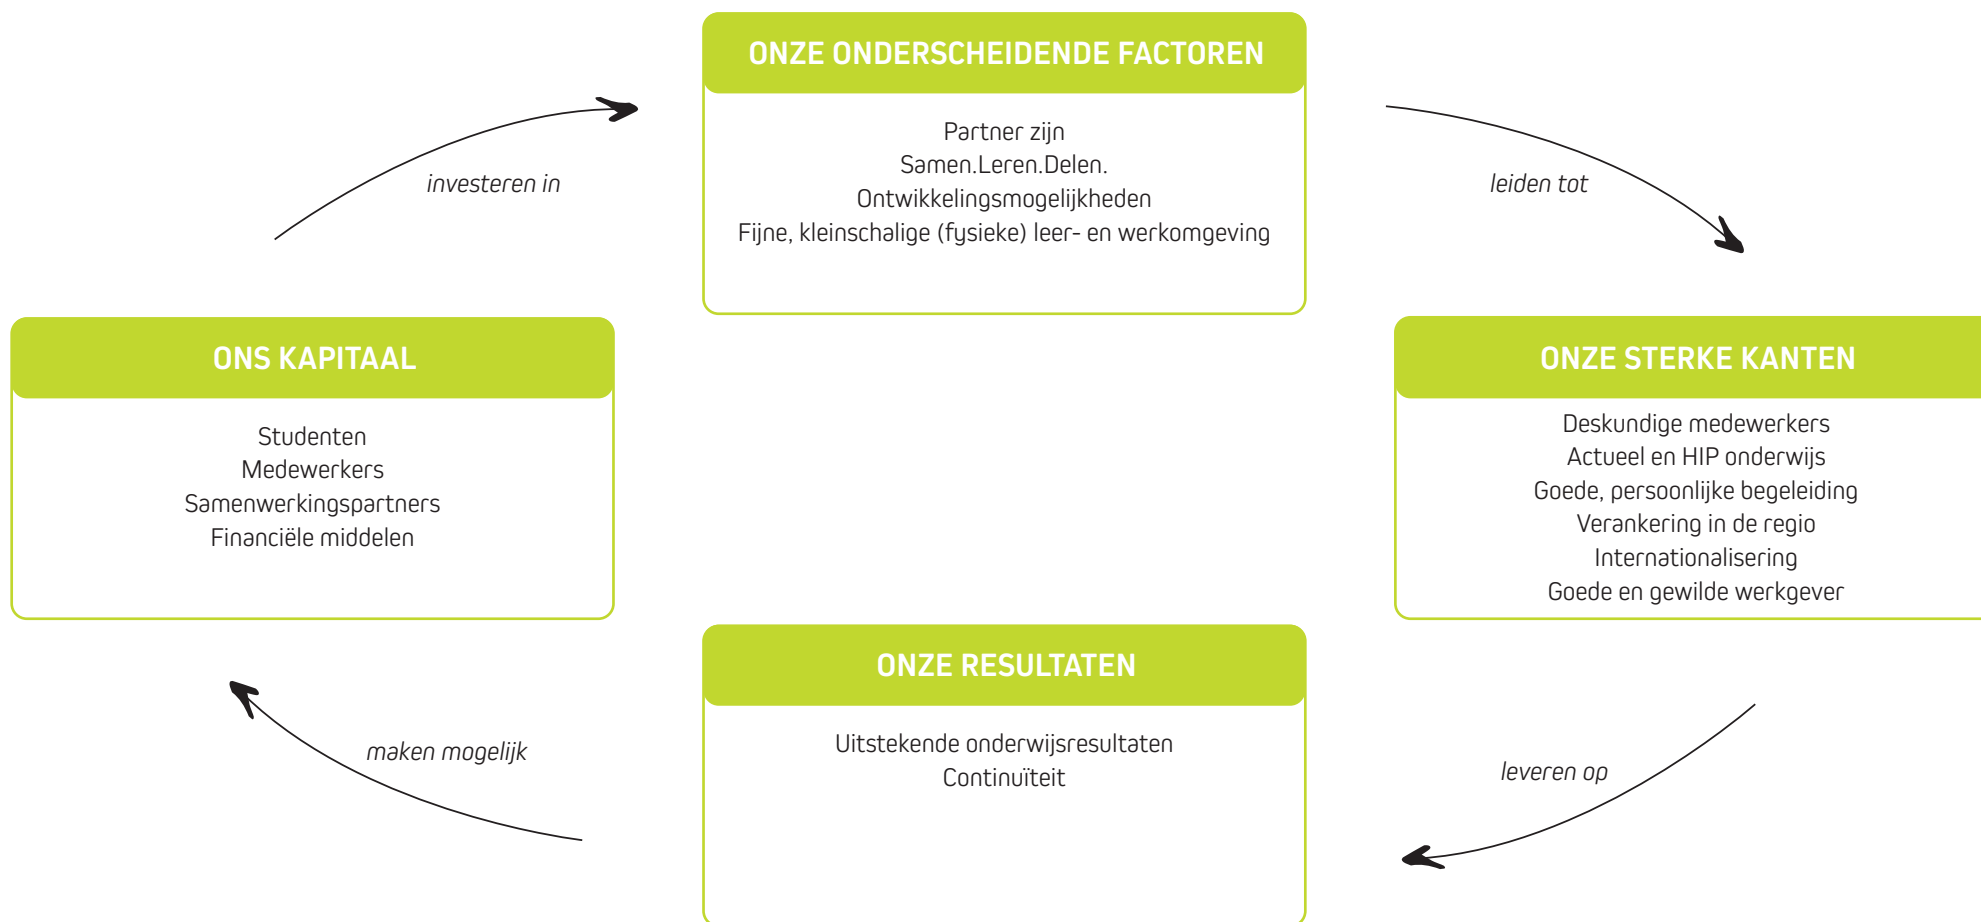 ONZE ONDERSCHEIDENDE FACTOREN
Partner zijn
Samen.Leren.Delen.
Ontwikkelingsmogelijkheden
Fijne, kleinschalige (fysieke) leer- en werkomgeving
investeren in
leiden tot
ONS KAPITAAL
Studenten
Medewerkers
Samenwerkingspartners
Financiële middelen
ONZE STERKE KANTEN
Deskundige medewerkers
Actueel en HIP onderwijs
Goede, persoonlijke begeleiding
Verankering in de regio
Internationalisering
Goede en gewilde werkgever
ONZE RESULTATEN
Uitstekende onderwijsresultaten
Continuïteit
maken mogelijk
leveren op